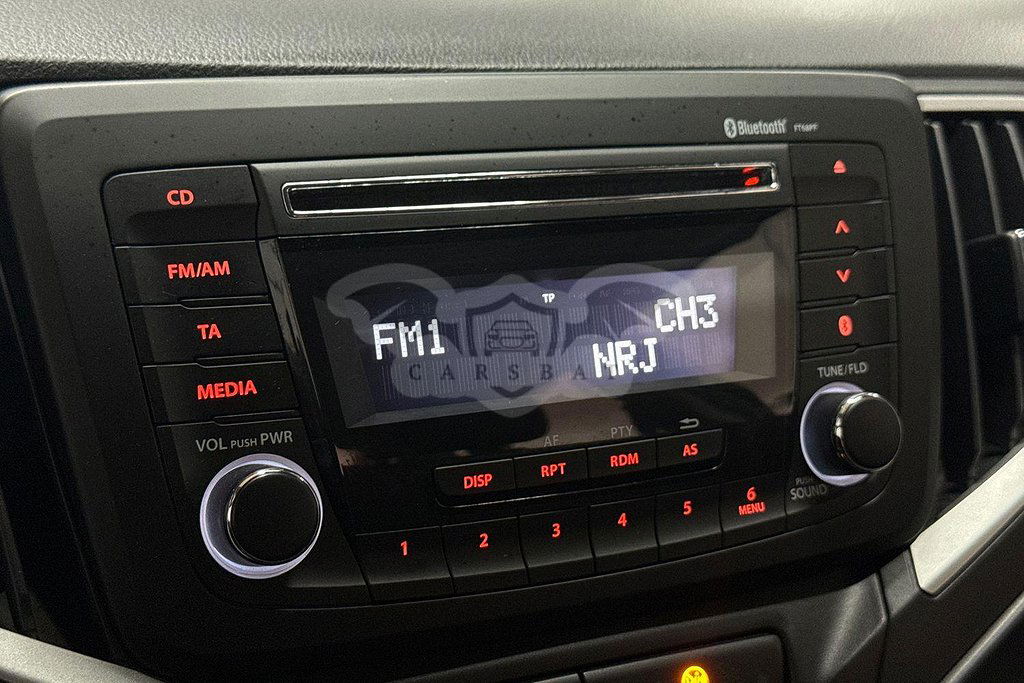 Bluetooth
CD
FM/AM
TA
MEDIA
VOL PUSH PWR
TP
FM1
CH3
NRJ
CARSBA
TUNE/FLD
PUSH
SOUND
AF
PTY
DISP
RPT
RDM
AS
1
2
3
4
5
6
MENU